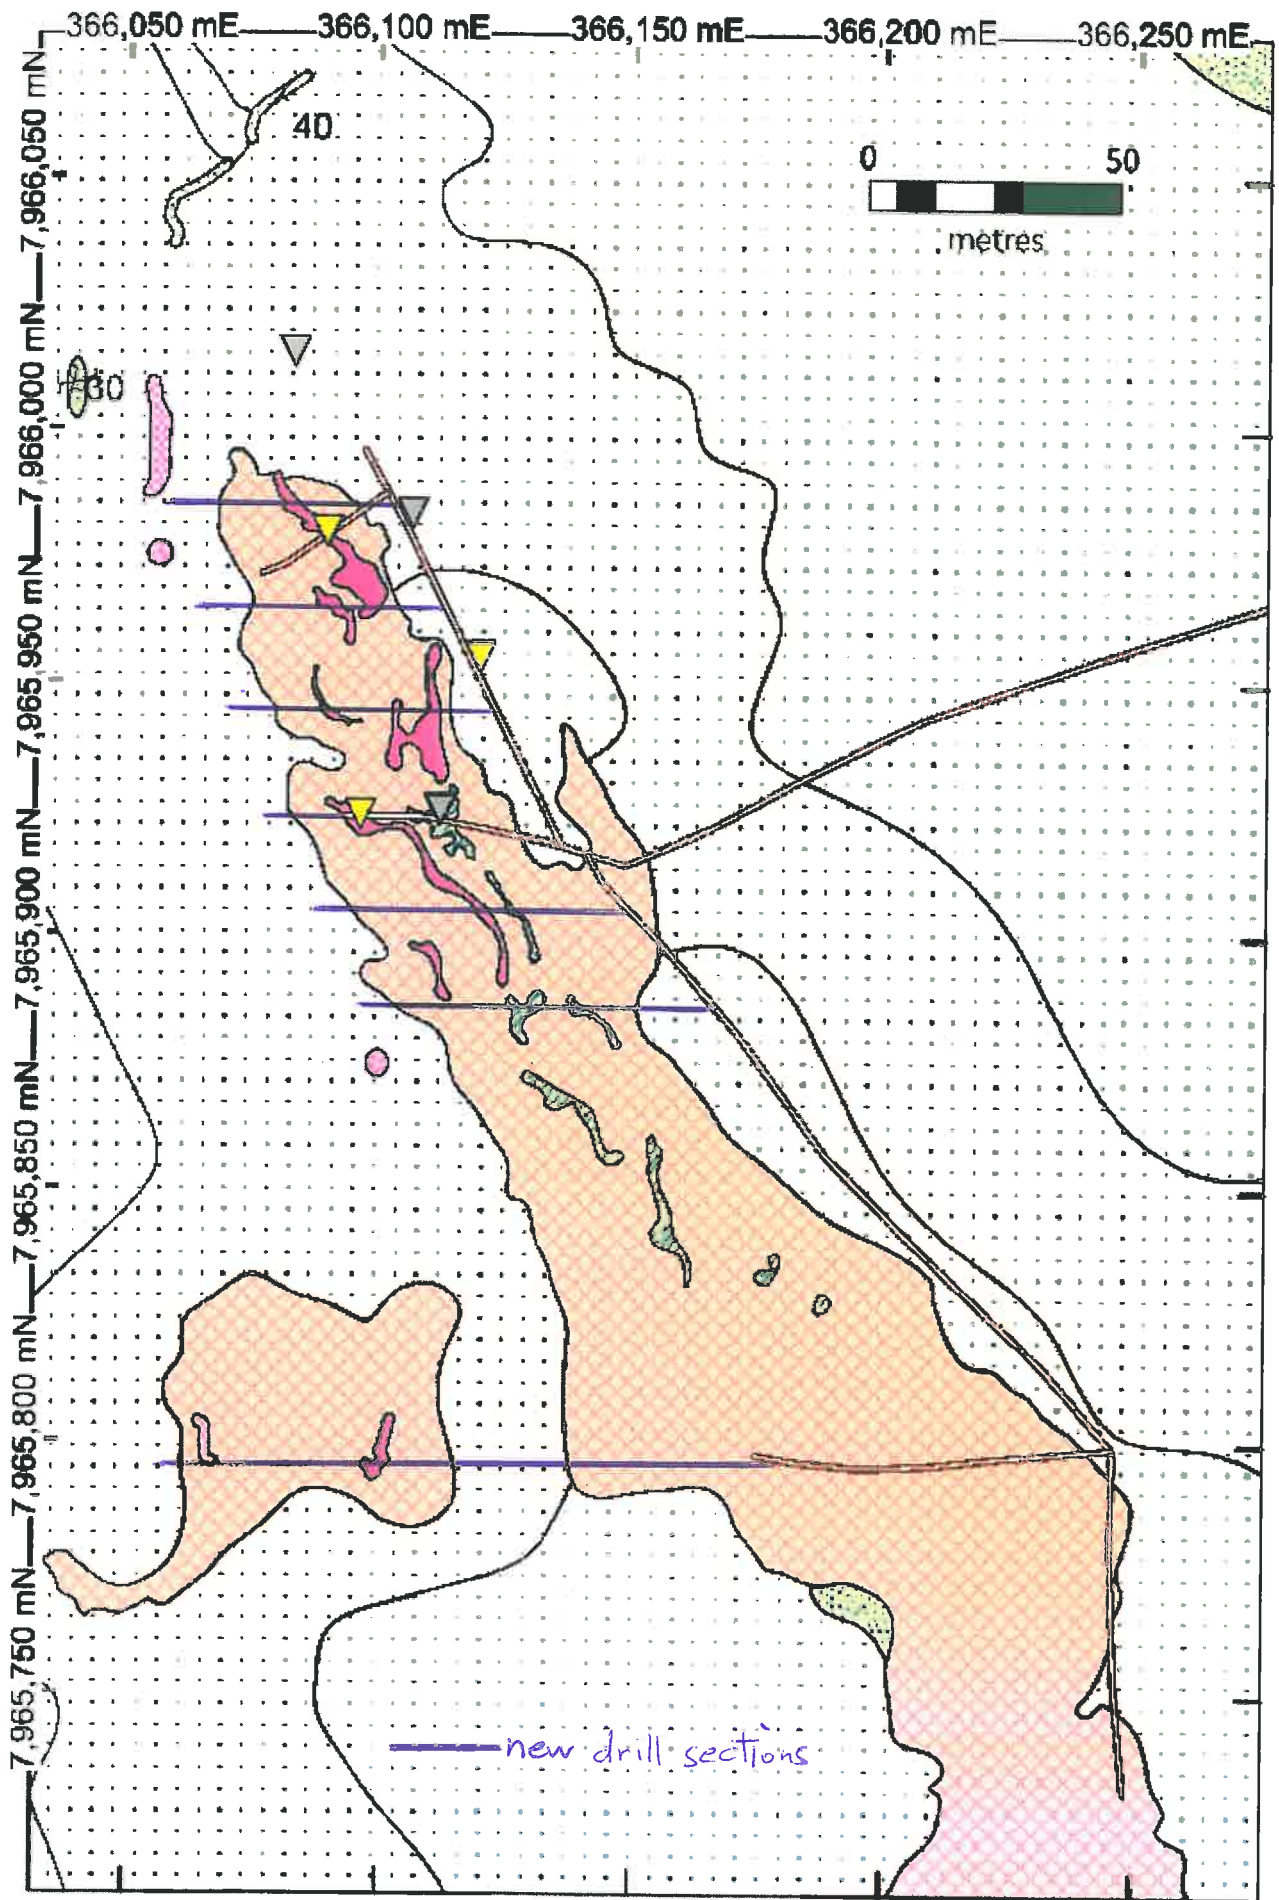 366,050 mE
366,100 mE
366,150 mE
366,200 mE
366,250 mE
7,966,050 mN
40
0
50
metres
7,966,000 mN
30
7,965,950 mN
7,965,900 mN
7,965,850 mN
7,965,800 mN
7,965,750 mN
new drill sections